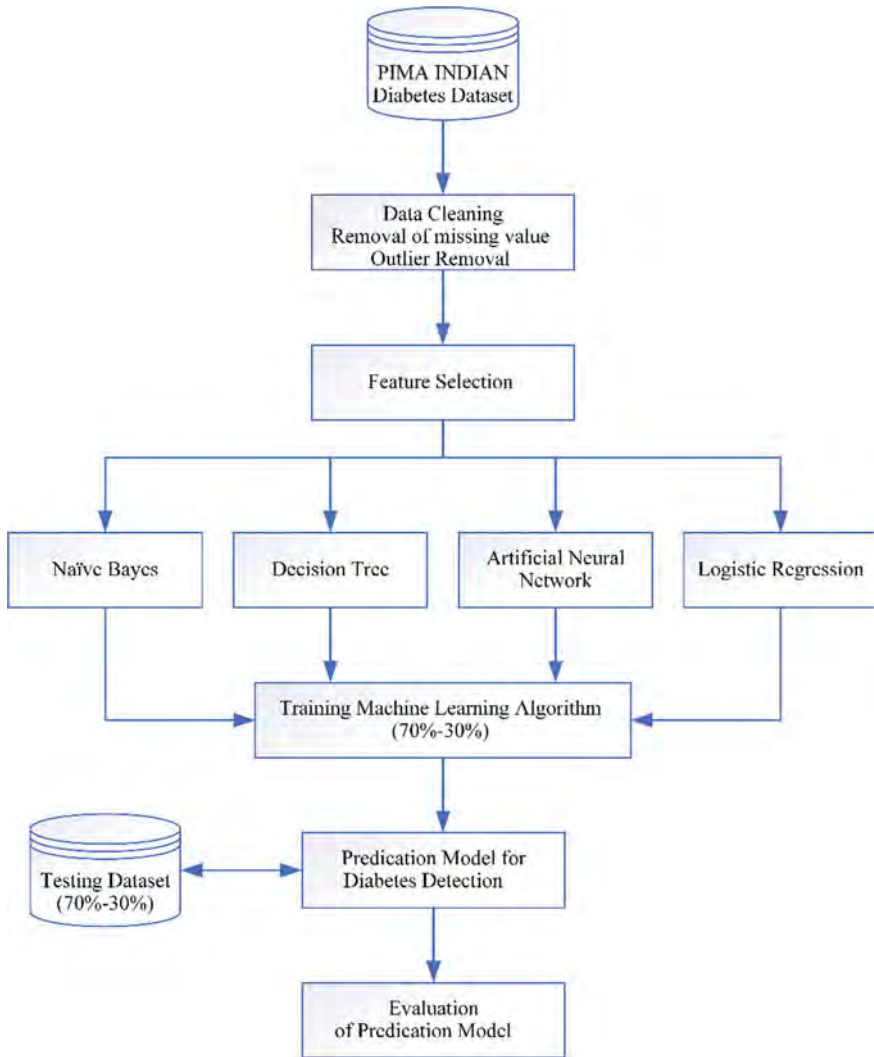 PIMA INDIAN
Diabetes Dataset
Data Cleaning
Removal of missing value
Outlier Removal
Feature Selection
Naïve Bayes
Decision Tree
Artificial Neural
Network
Logistic Regression
Training Machine Learning Algorithm
(70%-30%)
Testing Dataset
(70%-30%)
Predication Model for
Diabetes Detection
Evaluation
of Predication Model